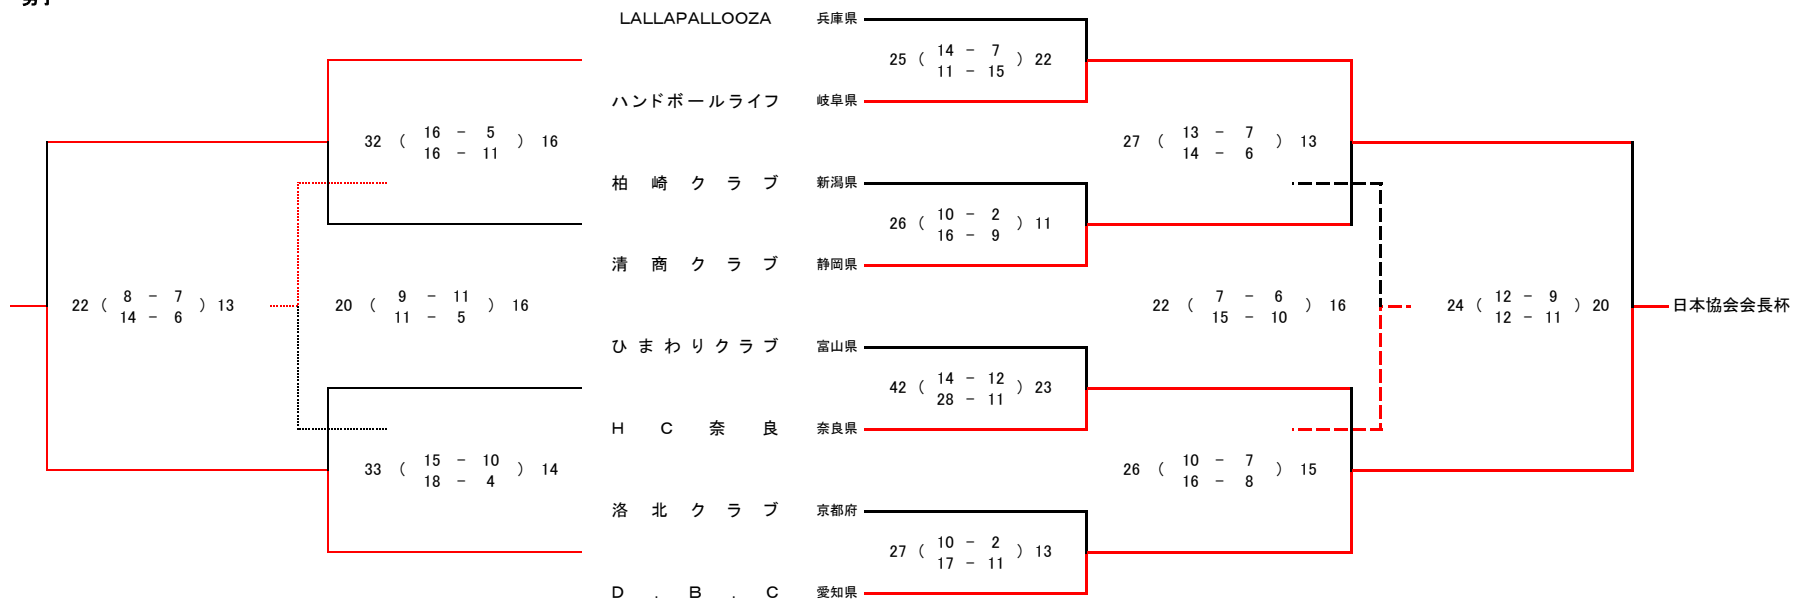 LALLAPALLOOZA 兵庫県
25 ( 14 - 7 ) 22
11 - 15
ハンドボールライフ 岐阜県
32 ( 16 - 5 ) 16
16 - 11
27 ( 13 - 7 ) 13
14 - 6
柏崎クラブ 新潟県
26 ( 10 - 2 ) 11
16 - 9
清商クラブ 静岡県
22 ( 8 - 7 ) 13
14 - 6
20 ( 9 - 11 ) 16
11 - 5
22 ( 7 - 6 ) 16
15 - 10
24 ( 12 - 9 ) 20
12 - 11
日本協会会長杯
ひまわりクラブ 富山県
42 ( 14 - 12 ) 23
28 - 11
HC奈良 奈良県
33 ( 15 - 10 ) 14
18 - 4
26 ( 10 - 7 ) 15
16 - 8
洛北クラブ 京都府
27 ( 10 - 2 ) 13
17 - 11
D.B.C 愛知県